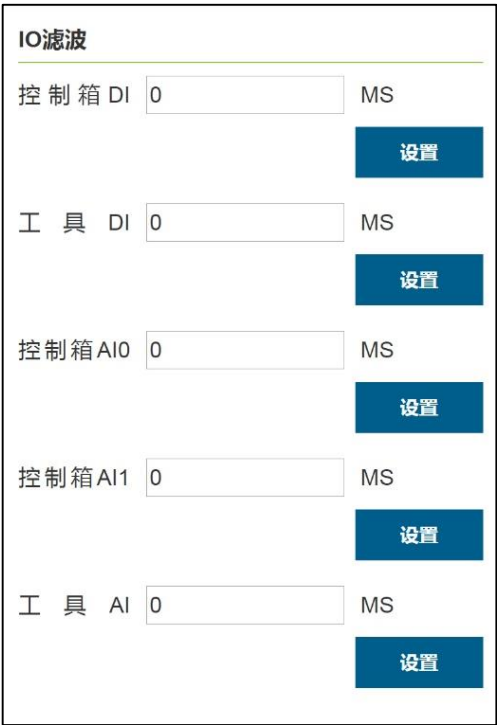 IO滤波
控制箱DI 0 MS
设置
工具 DI 0 MS
设置
控制箱AI0 0 MS
设置
控制箱AI1 0 MS
设置
工具 AI 0 MS
设置